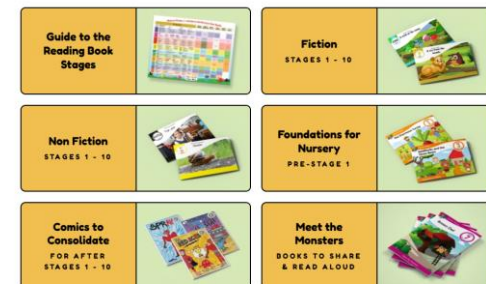 Guide to the
Reading Book
Stages
Fiction
STAGES 1 - 10
Non Fiction
STAGES 1 - 10
Foundations for
Nursery
PRE-STAGE 1
Comics to
Consolidate
FOR AFTER
STAGES 1 - 10
Meet the
Monsters
BOOKS TO SHARE
& READ ALOUD